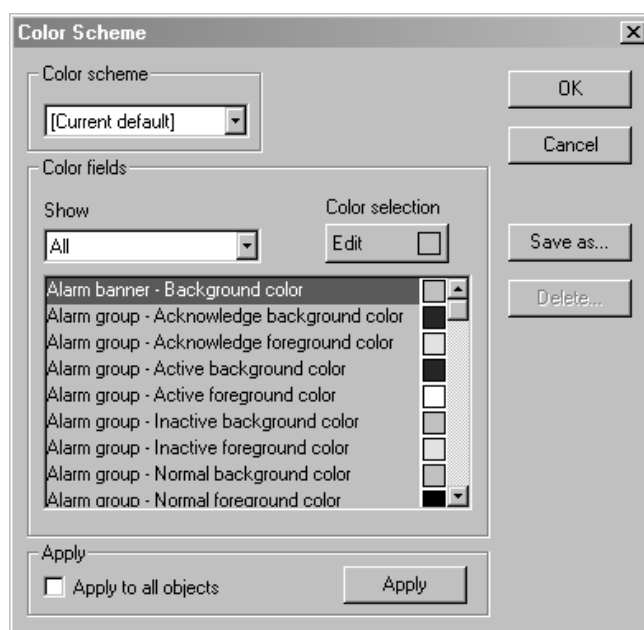 Color Scheme
Color scheme
[Current default]
OK
Cancel
Color fields
Show
Color selection
All
Edit
Save as...
Delete...
Alarm banner - Background color
Alarm group - Acknowledge background color
Alarm group - Acknowledge foreground color
Alarm group - Active background color
Alarm group - Active foreground color
Alarm group - Inactive background color
Alarm group - Inactive foreground color
Alarm group - Normal background color
Alarm group - Normal foreground color
Apply
Apply to all objects
Apply